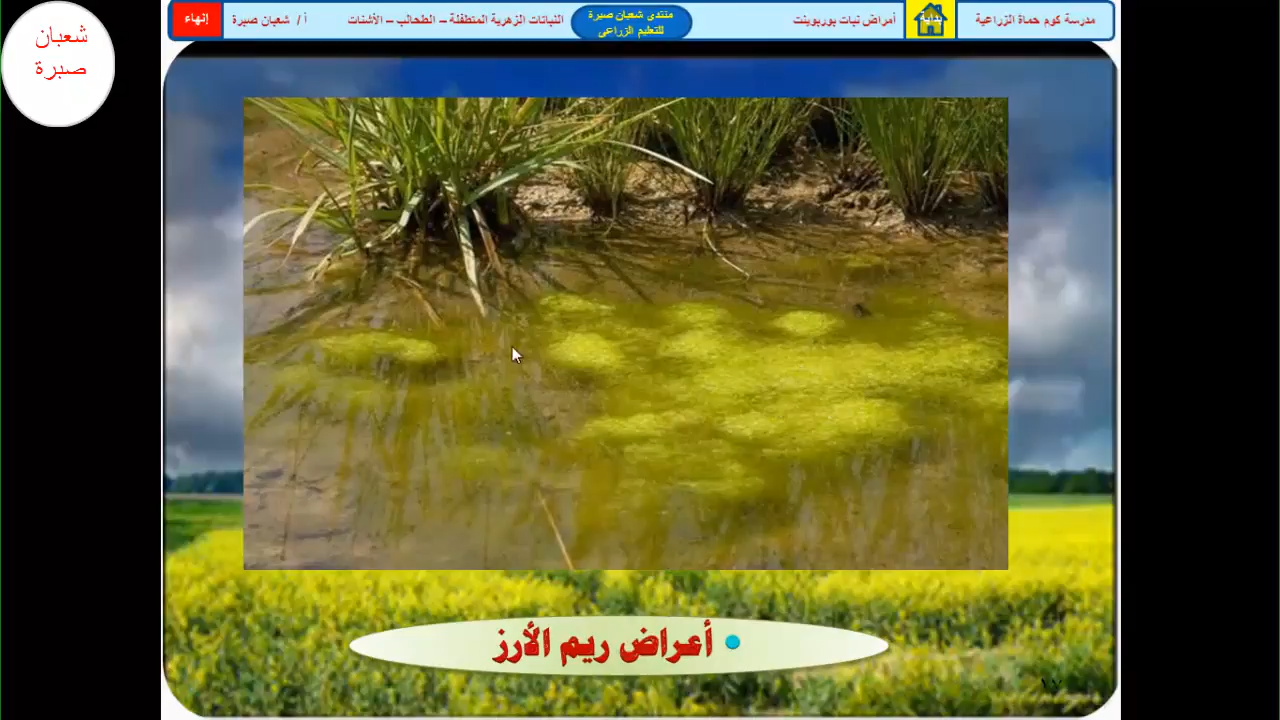 شعبان
صبرة
مدرسة كوم حماة الزراعية
بداية
أمراض نبات بوربوينت
منتدى شعبان صبرة
للتعليم الزراعى
النباتات الزهرية المتطفلة – الطحالب – الأشنات
أ / شعبان صبرة
إنهاء
• أعراض ريم الأرز
١٧